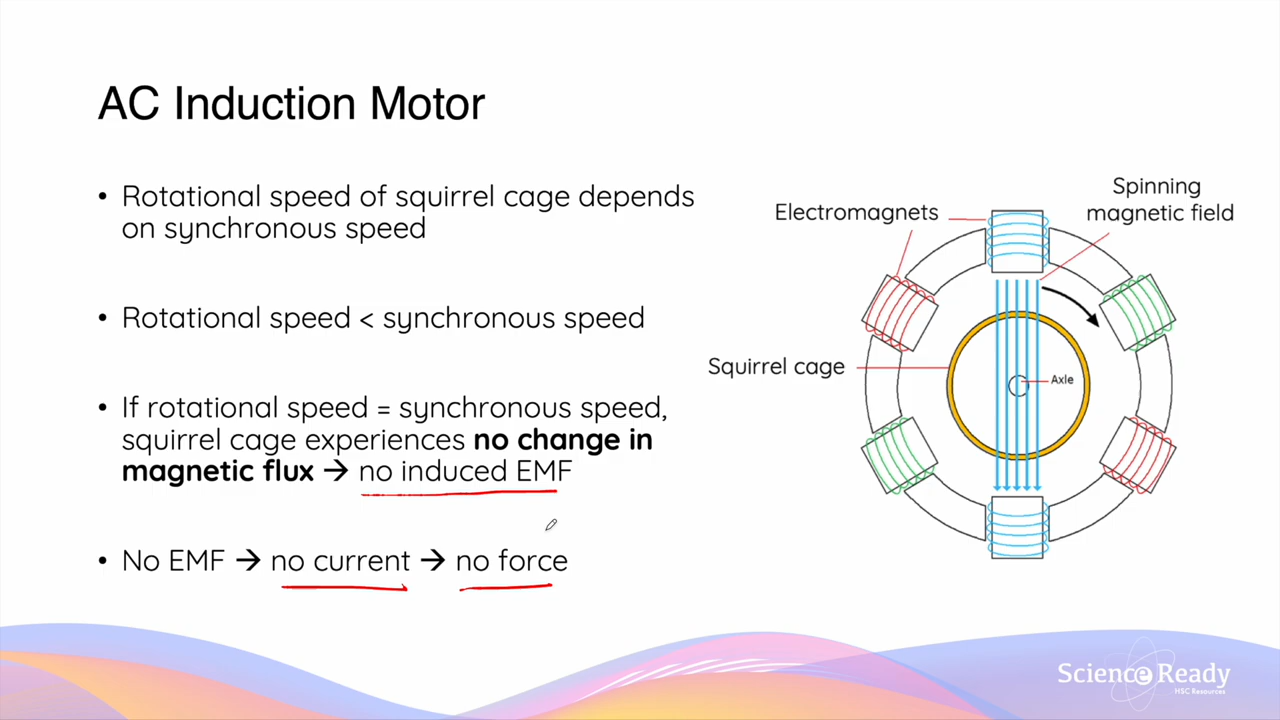 AC Induction Motor
• Rotational speed of squirrel cage depends
on synchronous speed
• Rotational speed < synchronous speed
• If rotational speed = synchronous speed,
squirrel cage experiences no change in
magnetic flux → no induced EMF
• No EMF → no current → no force
Spinning
magnetic field
Electromagnets
Squirrel cage
Axle
Science Ready
HSC Resources